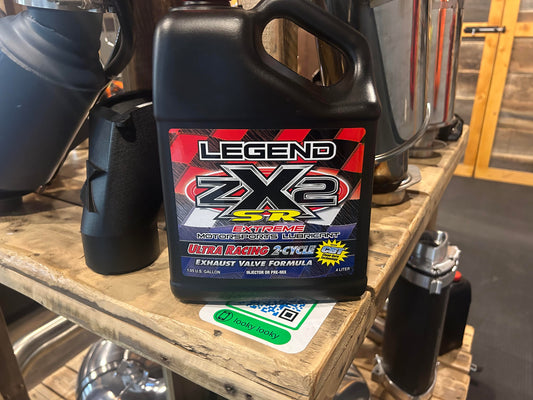 LEGEND
ZX2
SR
EXTREME
MOTORSPORTS LUBRICANT
ULTRA RACING 2-CYCLE
EXHAUST VALVE FORMULA
1.05 U.S. GALLON INJECTOR OR PRE-MIX 4 LITER
looky looky